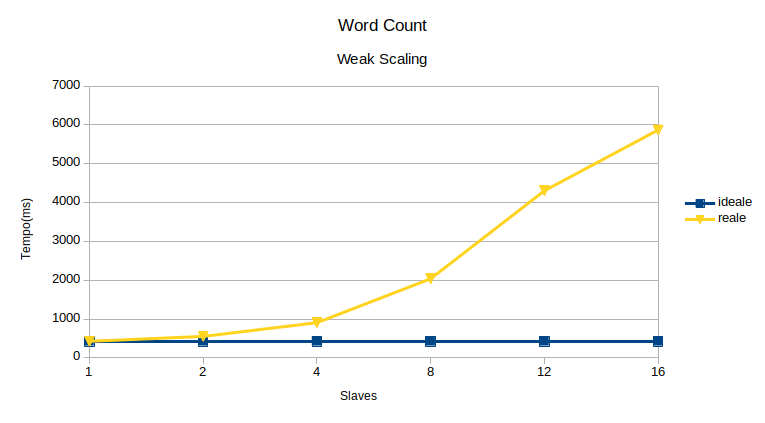 Word Count
Weak Scaling
7000
6000
5000
4000
3000
2000
1000
0
Tempo(ms)
1 2 4 8 12 16
Slaves
ideale
reale